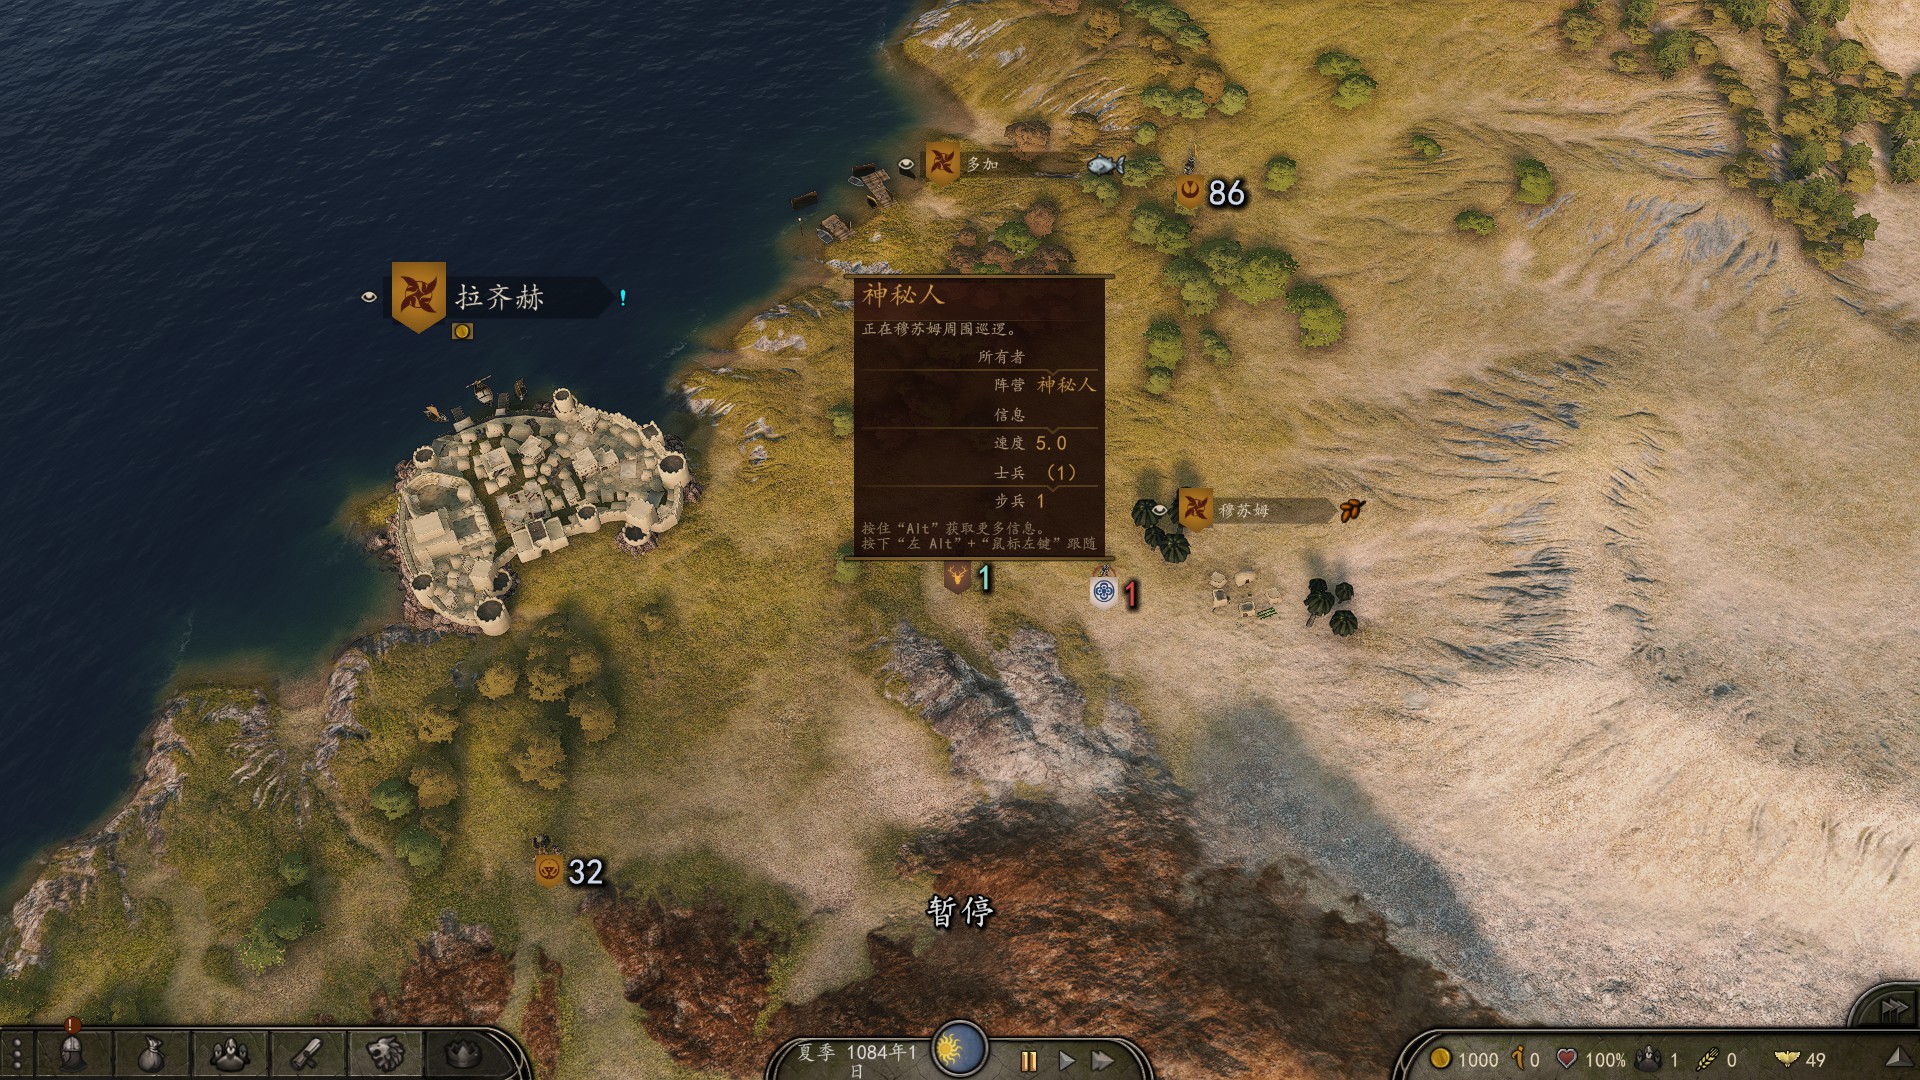 多加
86
拉齐赫
!
神秘人
正在穆苏姆周围巡逻。
所有者
阵营 神秘人
信息
速度 5.0
士兵 (1)
步兵 1
按住“Alt”获取更多信息。
按下“左 Alt”+“鼠标左键”跟随
穆苏姆
1
1
32
暂停
!
夏季 1084年1
日
1000 0 100% 1 0 49